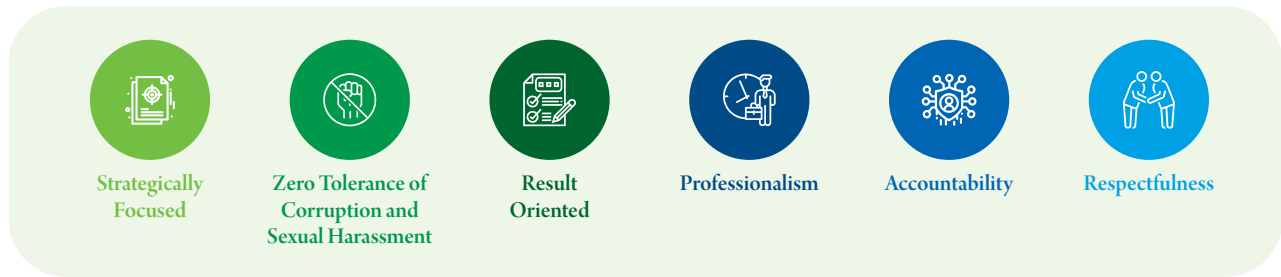 Strategically
Focused
Zero Tolerance of
Corruption and
Sexual Harassment
Result
Oriented
Professionalism
Accountability
Respectfulness